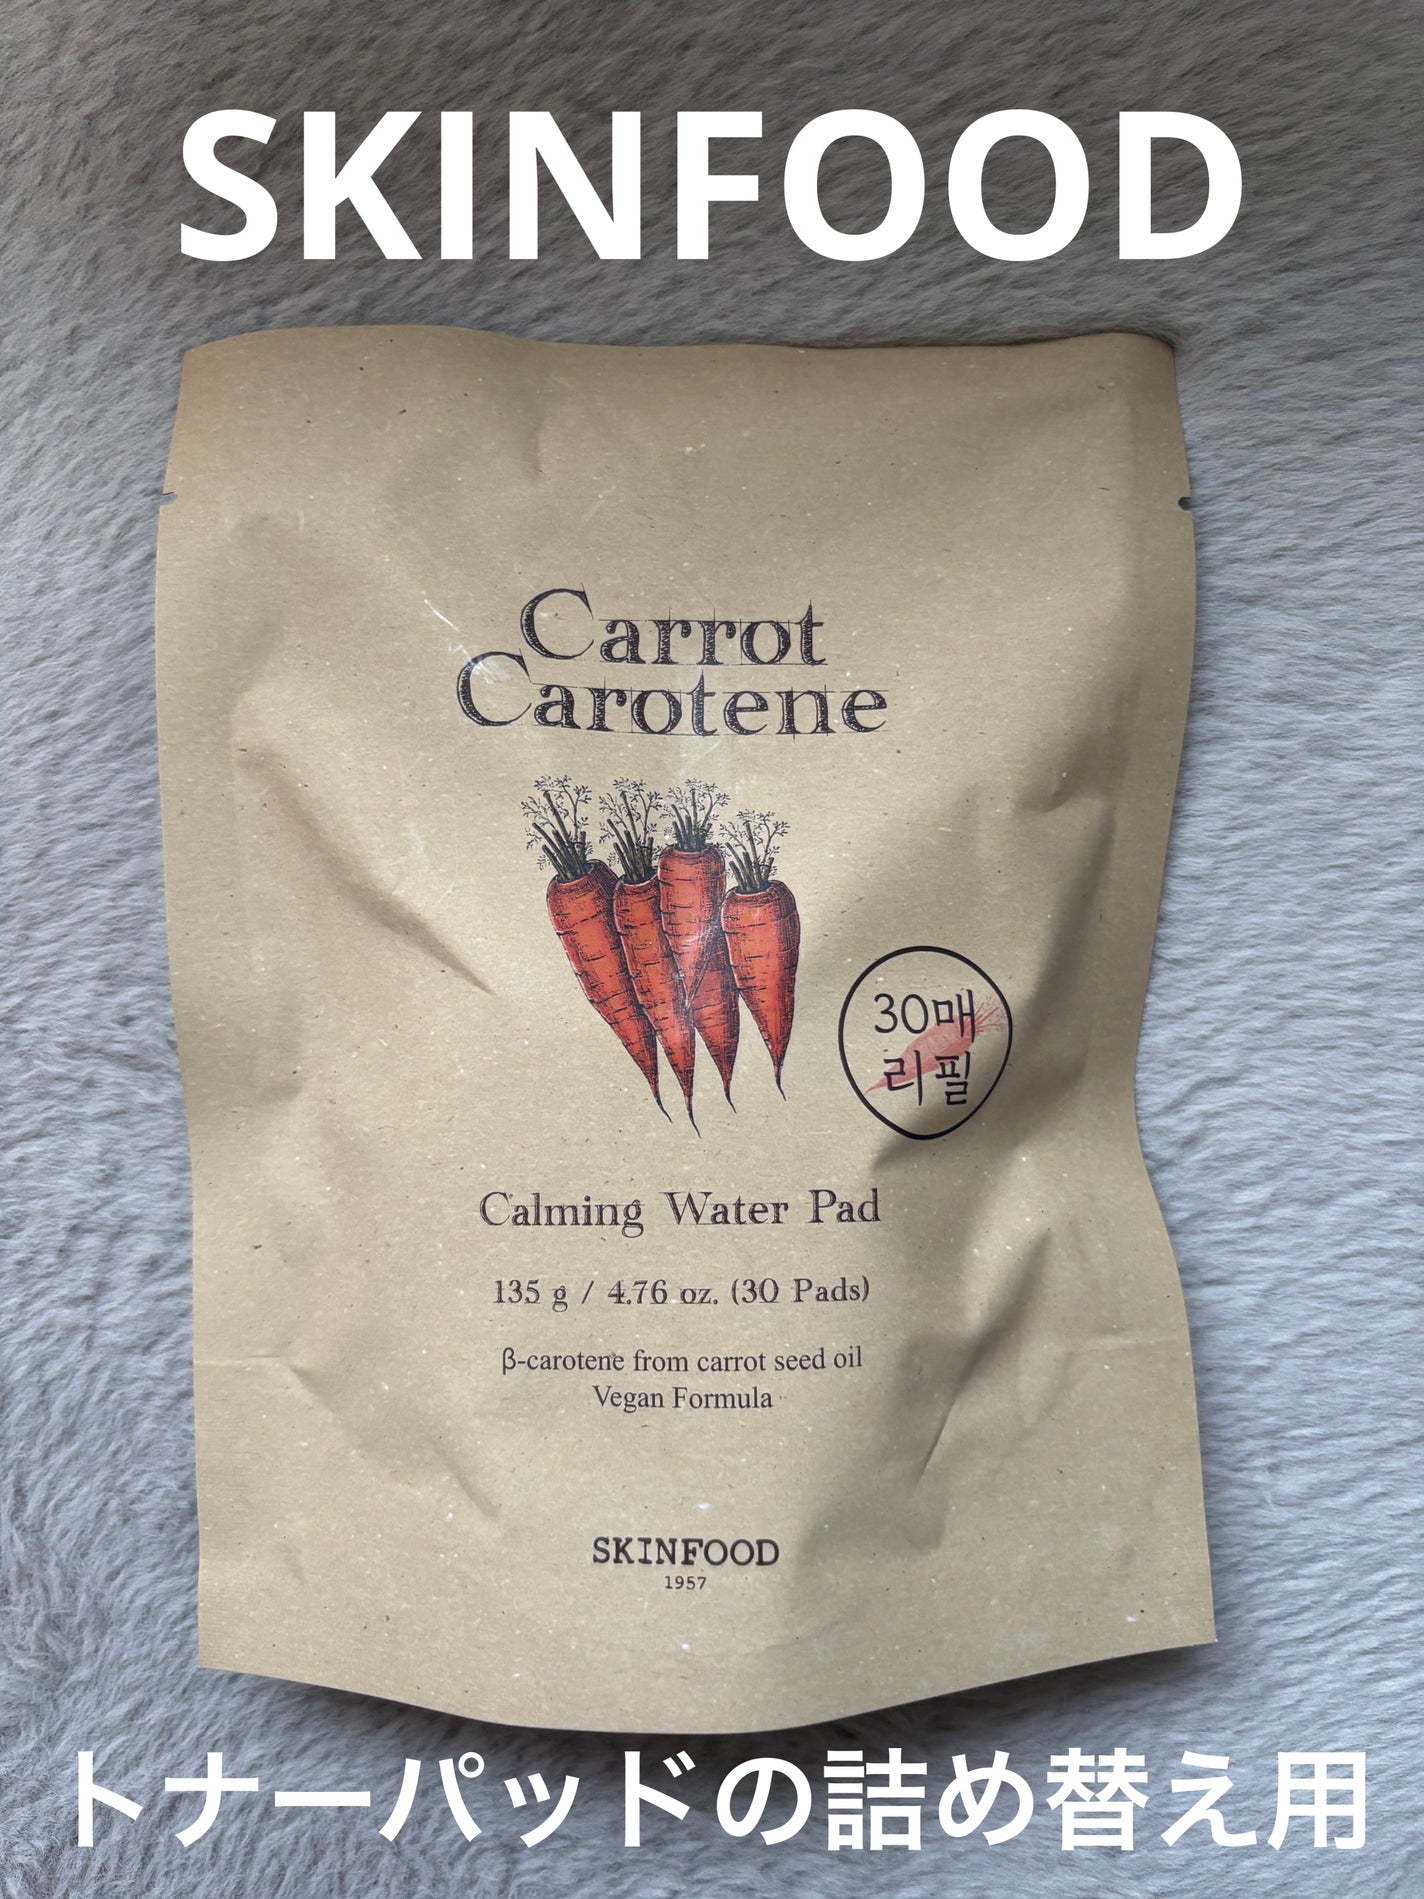 SKINFOOD
Carrot
Carotene
30매
리필
Calming Water Pad
135 g / 4.76 oz. (30 Pads)
β-carotene from carrot seed oil
Vegan Formula
SKINFOOD
1957
トナーパッドの詰め替え用